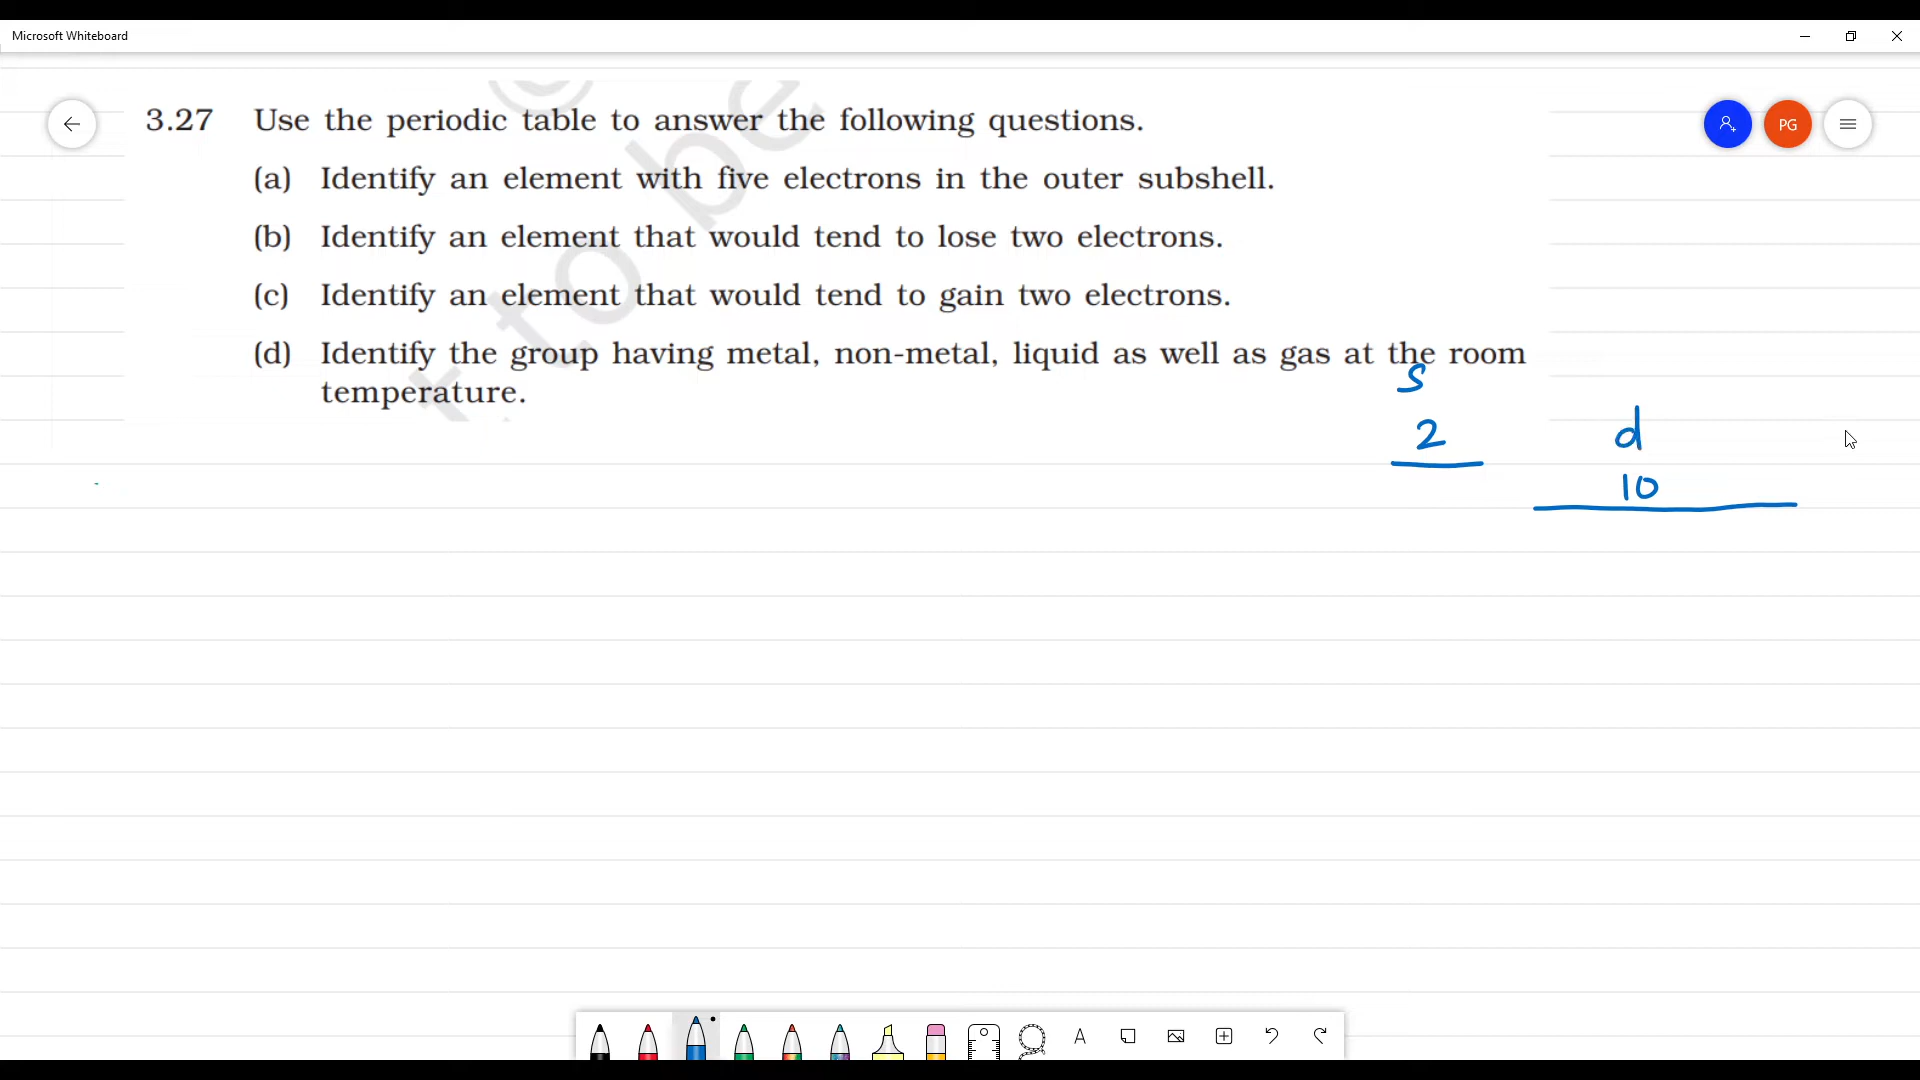 Microsoft Whiteboard
3.27 Use the periodic table to answer the following questions.
(a) Identify an element with five electrons in the outer subshell.
(b) Identify an element that would tend to lose two electrons.
(c) Identify an element that would tend to gain two electrons.
(d) Identify the group having metal, non-metal, liquid as well as gas at the room
temperature.
PG
to be
s
2
d
10
A